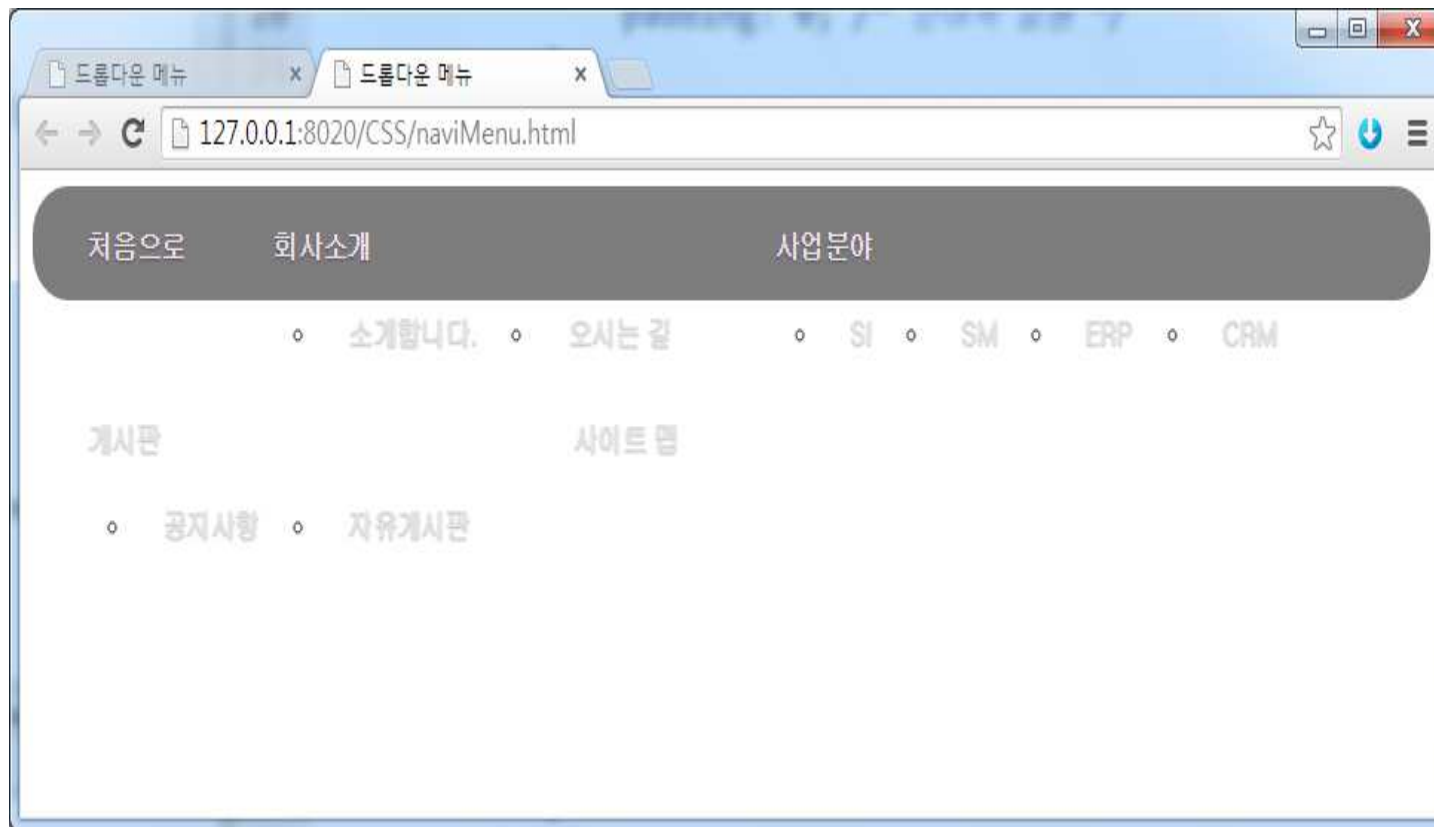 드롭다운 메뉴 드롭다운 메뉴
127.0.0.1:8020/CSS/naviMenu.html
처음으로 회사소개 사업분야
소개합니다. 오시는 길 SI SM ERP CRM
게시판 사이트 맵
공지사항 자유게시판